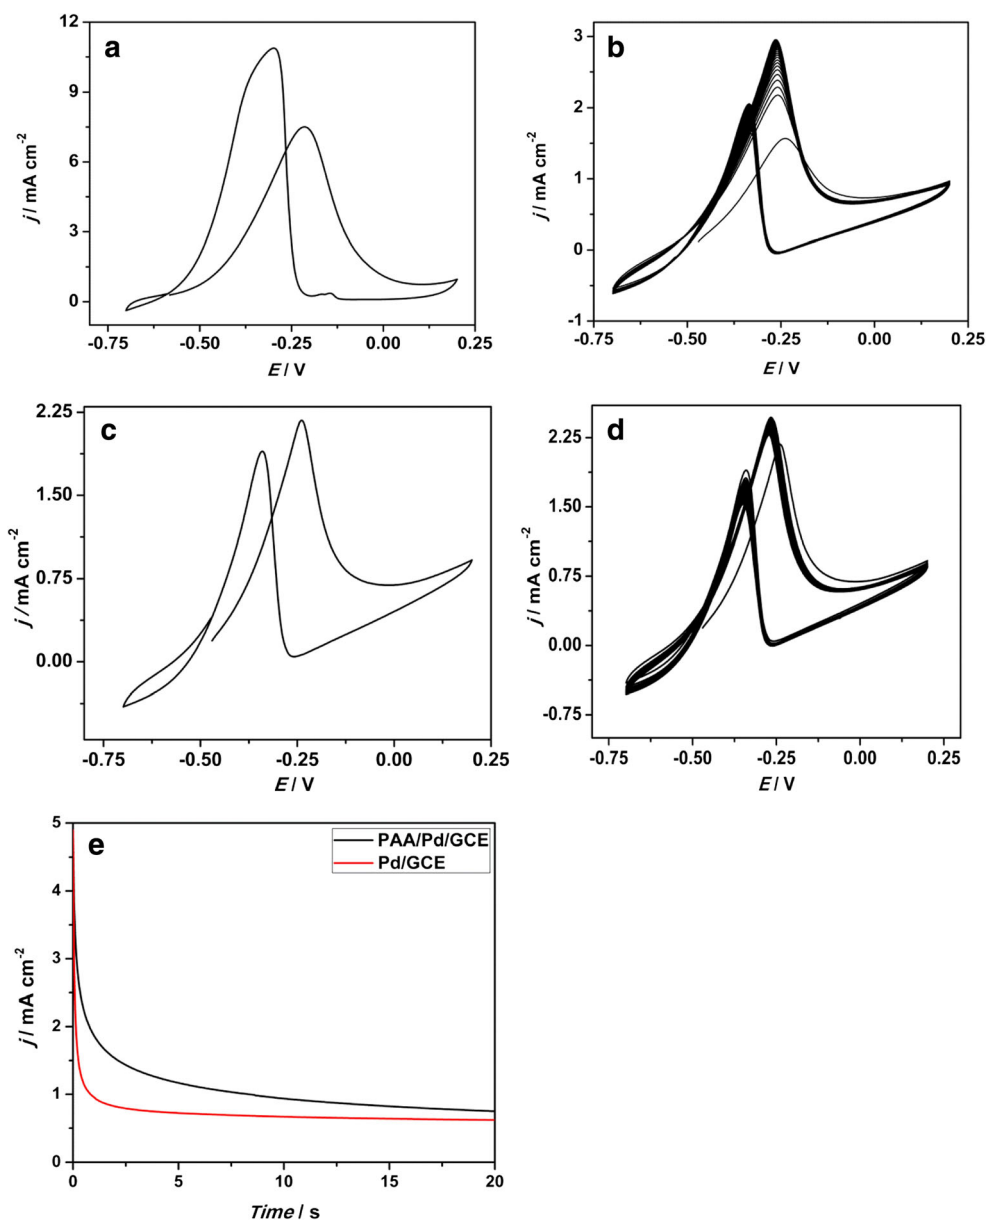 a
12
9
6
3
0
j / mA cm-2
-0.75 -0.50 -0.25 0.00 0.25
E / V
b
3
2
1
0
-1
j / mA cm-2
-0.75 -0.50 -0.25 0.00 0.25
E / V
c
2.25
1.50
0.75
0.00
j / mA cm-2
-0.75 -0.50 -0.25 0.00 0.25
E / V
d
2.25
1.50
0.75
0.00
-0.75
j / mA cm-2
-0.75 -0.50 -0.25 0.00 0.25
E / V
e
PAA/Pd/GCE
Pd/GCE
5
4
3
2
1
0
j / mA cm-2
0 5 10 15 20
Time / s